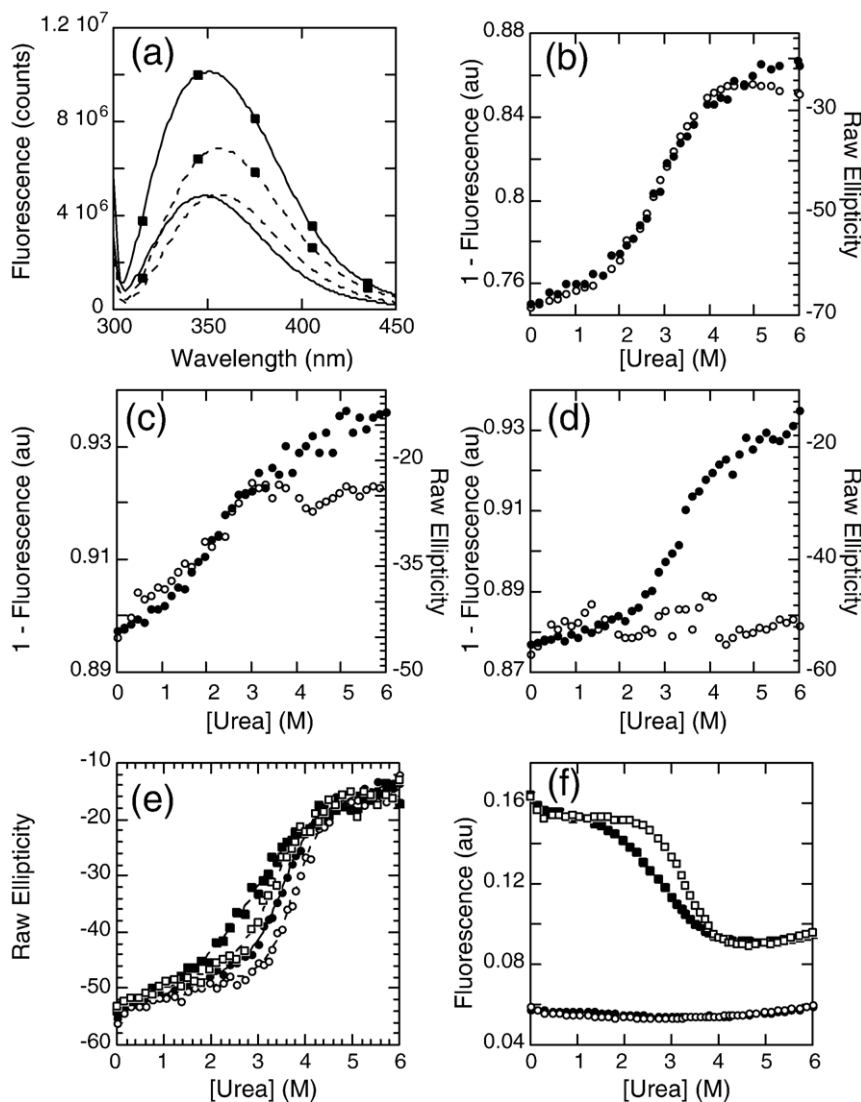 (a)
1.2 10⁷
9 10⁶
6 10⁶
4 10⁶
0
Fluorescence (counts)
300 350 400 450
Wavelength (nm)
(b)
0.88
0.84
0.8
0.76
1 - Fluorescence (au)
-30
-50
-70
Raw Ellipticity
0 1 2 3 4 5 6
[Urea] (M)
(c)
0.93
0.91
0.89
1 - Fluorescence (au)
-20
-35
-50
Raw Ellipticity
0 1 2 3 4 5 6
[Urea] (M)
(d)
0.93
0.91
0.89
0.87
1 - Fluorescence (au)
-20
-40
-60
Raw Ellipticity
0 1 2 3 4 5 6
[Urea] (M)
(e)
-10
-20
-30
-40
-50
-60
Raw Ellipticity
0 1 2 3 4 5 6
[Urea] (M)
(f)
0.16
0.12
0.08
0.04
Fluorescence (au)
0 1 2 3 4 5 6
[Urea] (M)